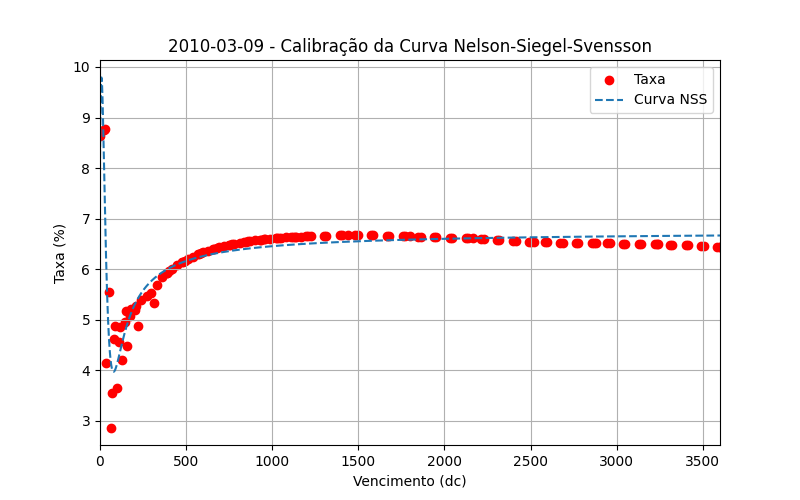 2010-03-09 - Calibração da Curva Nelson-Siegel-Svensson
Taxa
Curva NSS
Taxa (%)
10
9
8
7
6
5
4
3
0 500 1000 1500 2000 2500 3000 3500
Vencimento (dc)